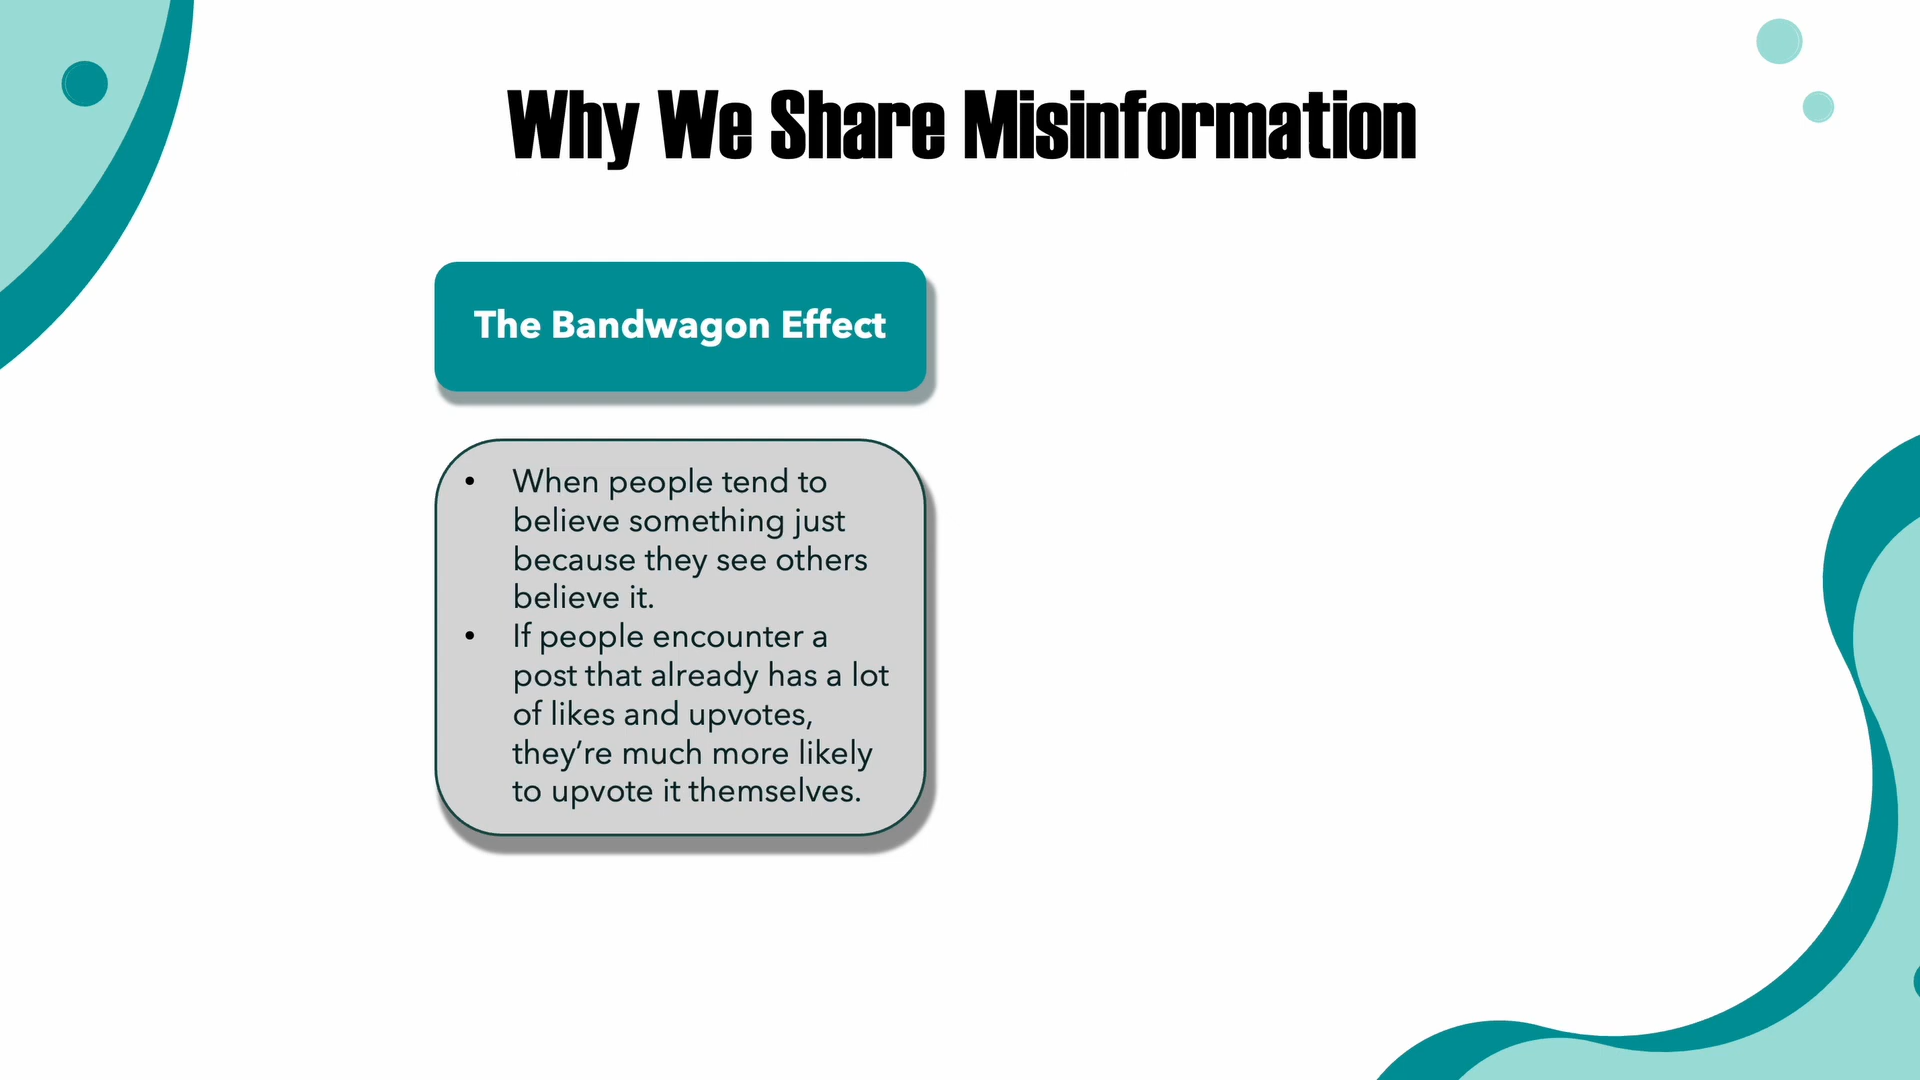 Why We Share Misinformation
The Bandwagon Effect
• When people tend to
believe something just
because they see others
believe it.
• If people encounter a
post that already has a lot
of likes and upvotes,
they’re much more likely
to upvote it themselves.